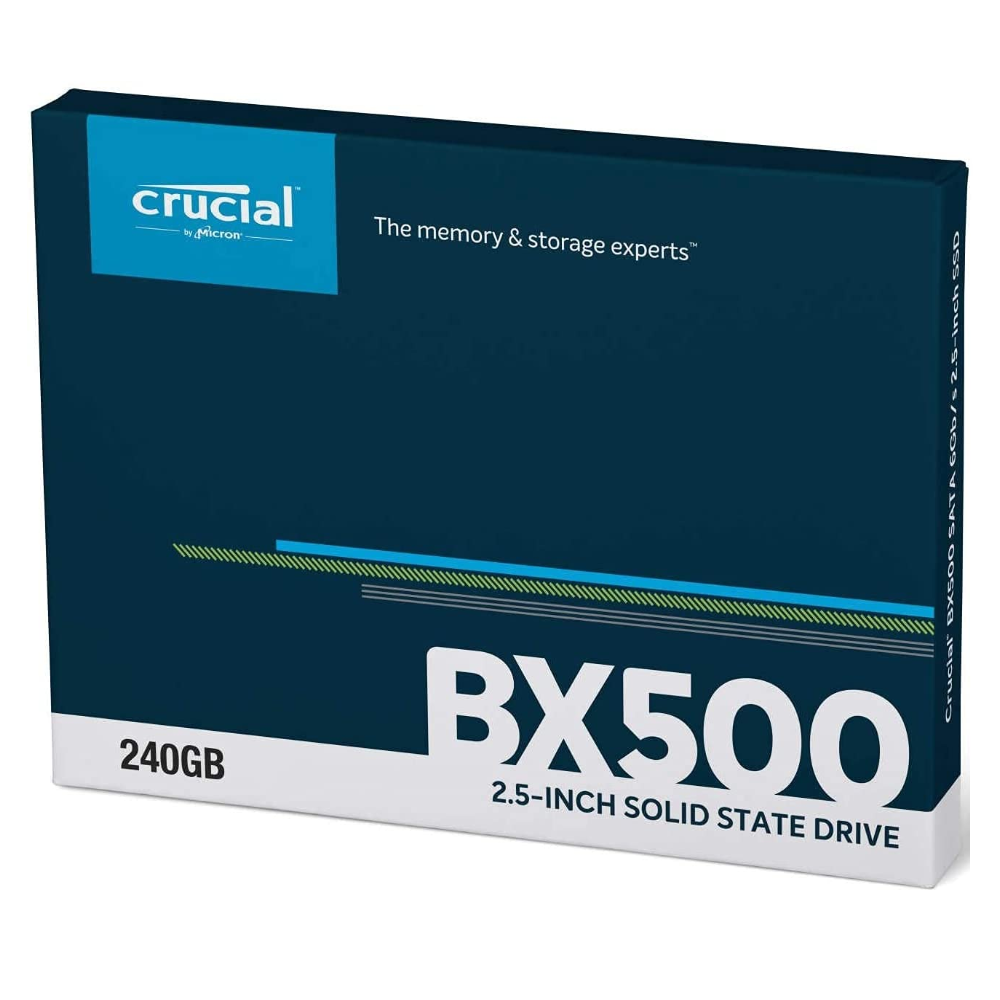 crucial™
by Micron®
The memory & storage experts™
BX500
240GB
2.5-INCH SOLID STATE DRIVE
Crucial® BX500 SATA 6Gb/s 2.5-inch SSD